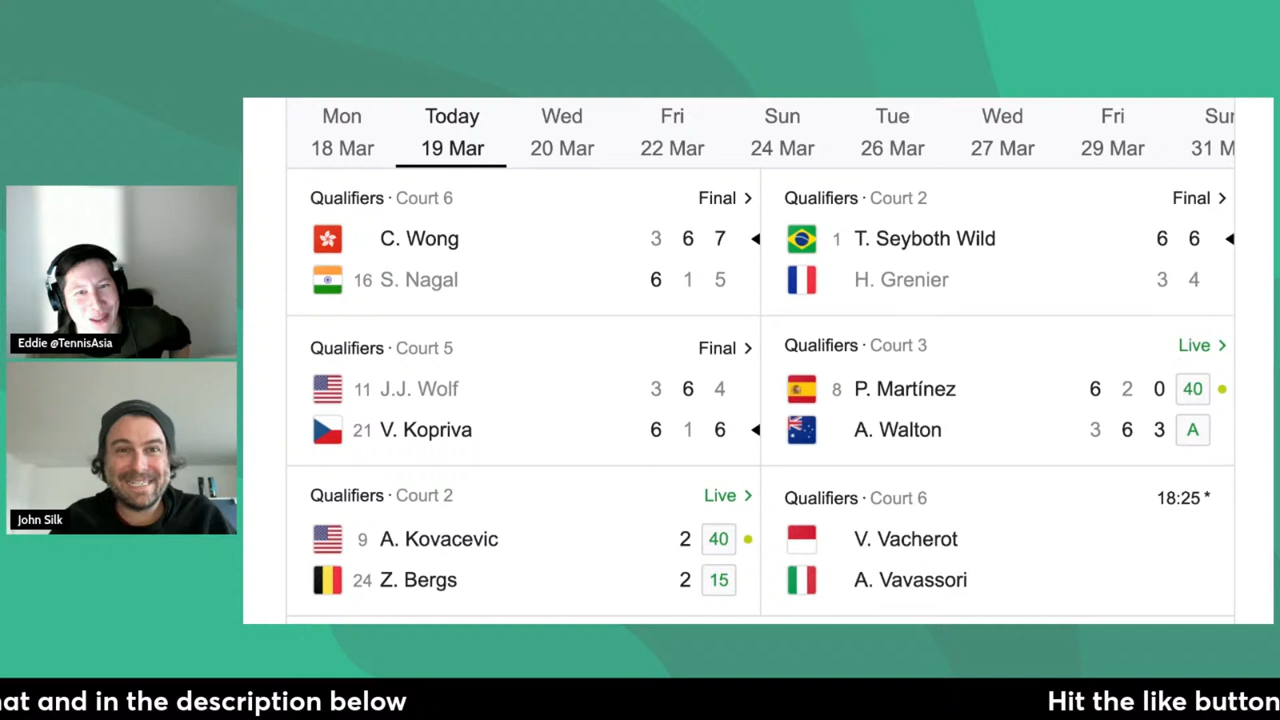 Mon
18 Mar
Today
19 Mar
Wed
20 Mar
Fri
22 Mar
Sun
24 Mar
Tue
26 Mar
Wed
27 Mar
Fri
29 Mar
Sun
31 M
Qualifiers · Court 6
Final >
C. Wong 3 6 7
16 S. Nagal 6 1 5
Qualifiers · Court 2
Final >
1 T. Seyboth Wild 6 6
H. Grenier 3 4
Qualifiers · Court 5
Final >
11 J.J. Wolf 3 6 4
21 V. Kopriva 6 1 6
Qualifiers · Court 3
Live >
8 P. Martínez 6 2 0 40
A. Walton 3 6 3 A
Qualifiers · Court 2
Live >
9 A. Kovacevic 2 40
24 Z. Bergs 2 15
Qualifiers · Court 6
18:25 *
V. Vacherot
A. Vavassori
Eddie @TennisAsia
John Silk
hat and in the description below
Hit the like button